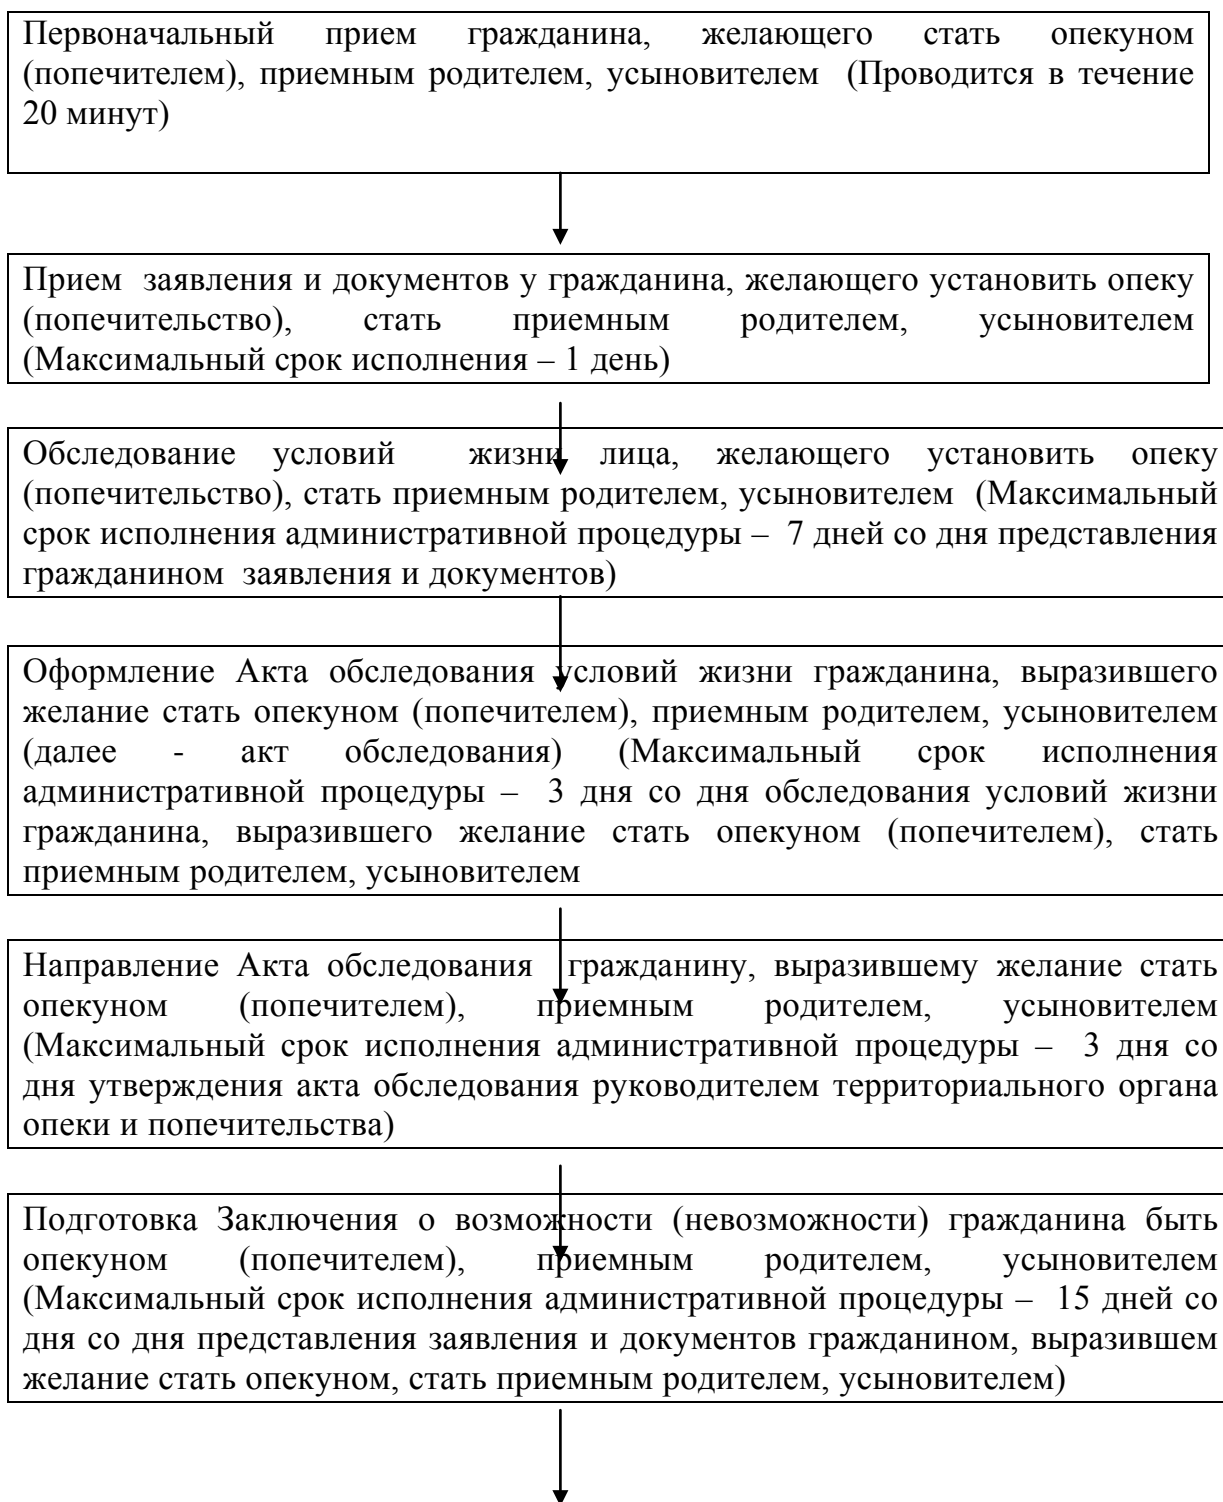 Первоначальный прием гражданина, желающего стать опекуном
(попечителем), приемным родителем, усыновителем (Проводится в течение
20 минут)
Прием заявления и документов у гражданина, желающего установить опеку
(попечительство), стать приемным родителем, усыновителем
(Максимальный срок исполнения – 1 день)
Обследование условий жизни лица, желающего установить опеку
(попечительство), стать приемным родителем, усыновителем (Максимальный
срок исполнения административной процедуры – 7 дней со дня представления
гражданином заявления и документов)
Оформление Акта обследования условий жизни гражданина, выразившего
желание стать опекуном (попечителем), приемным родителем, усыновителем
(далее - акт обследования) (Максимальный срок исполнения
административной процедуры – 3 дня со дня обследования условий жизни
гражданина, выразившего желание стать опекуном (попечителем), стать
приемным родителем, усыновителем
Направление Акта обследования гражданину, выразившему желание стать
опекуном (попечителем), приемным родителем, усыновителем
(Максимальный срок исполнения административной процедуры – 3 дня со
дня утверждения акта обследования руководителем территориального органа
опеки и попечительства)
Подготовка Заключения о возможности (невозможности) гражданина быть
опекуном (попечителем), приемным родителем, усыновителем
(Максимальный срок исполнения административной процедуры – 15 дней со
дня со дня представления заявления и документов гражданином, выразившем
желание стать опекуном, стать приемным родителем, усыновителем)